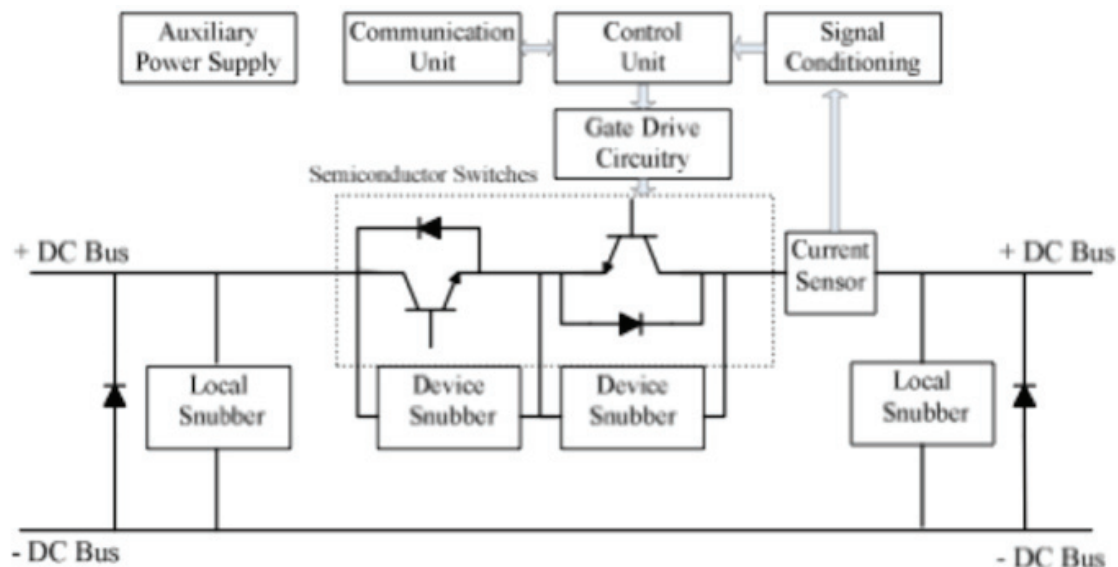 Auxiliary
Power Supply
Communication
Unit
Control
Unit
Signal
Conditioning
Gate Drive
Circuitry
Semiconductor Switches
+ DC Bus
Current
Sensor
+ DC Bus
Local
Snubber
Device
Snubber
Device
Snubber
Local
Snubber
- DC Bus
- DC Bus